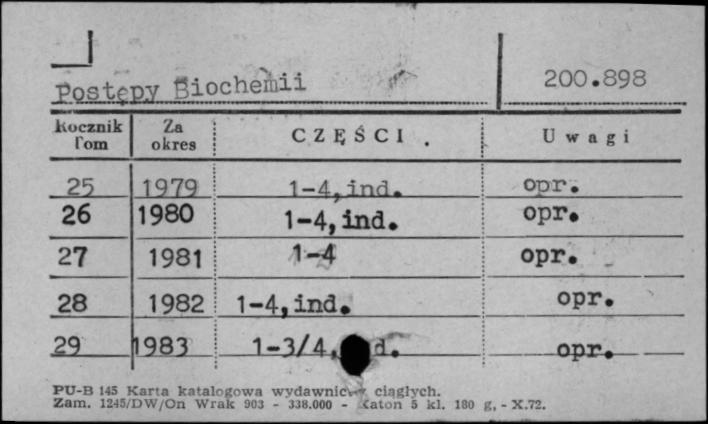 Postępy Biochemii 200.898
Rocznik Tom Za okres CZĘŚCI. Uwagi
25 1979 1-4,ind. opr.
26 1980 1-4,ind. opr.
27 1981 1-4 opr.
28 1982 1-4,ind. opr.
29 1983 1-3/4, opr.
PU-B 145 Karta katalogowa wydawnictw ciągłych.
Zam. 1245/DW/On Wrak 903 - 338.000 - Katon 5 kl. 180 g, - X.72.